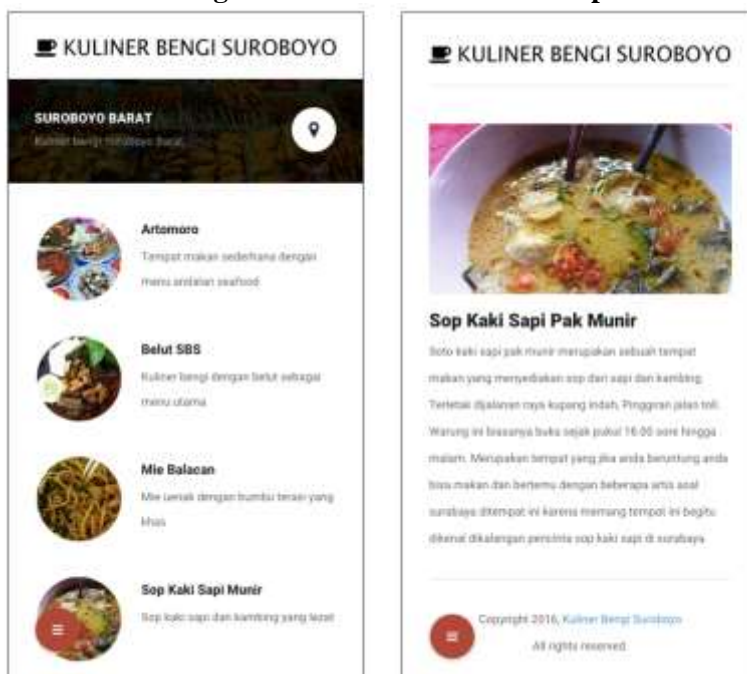 KULINER BENGI SUROBOYO
SUROBOYO BARAT
Kuliner bengi Suroboyo Barat
Artomoro
Tempat makan sederhana dengan
menu andalan seafood
Belut SBS
Kuliner bengi dengan belut sebagai
menu utama
Mie Balacan
Mie dengan bumbu terasi yang
khas
Sop Kaki Sapi Munir
Sop kaki sapi dan kambing yang lezat
KULINER BENGI SUROBOYO
Sop Kaki Sapi Pak Munir
Soto kaki sapi pak munir merupakan sebuah tempat
makan yang menyediakan sop dari sapi dan kambing.
Terletak dijalanan raya kupang indah, Pinggiran jalan toll.
Warung ini biasanya buka sejak pukul 16.00 sore hingga
malam. Merupakan tempat yang jika anda beruntung anda
bisa makan dan bertemu dengan beberapa artis asal
surabaya ditempat ini karena memang tempat ini begitu
dikenal dikalangan pencinta sop kaki sapi di surabaya
Copyright 2016, Kuliner Bengi Suroboyo
All rights reserved.